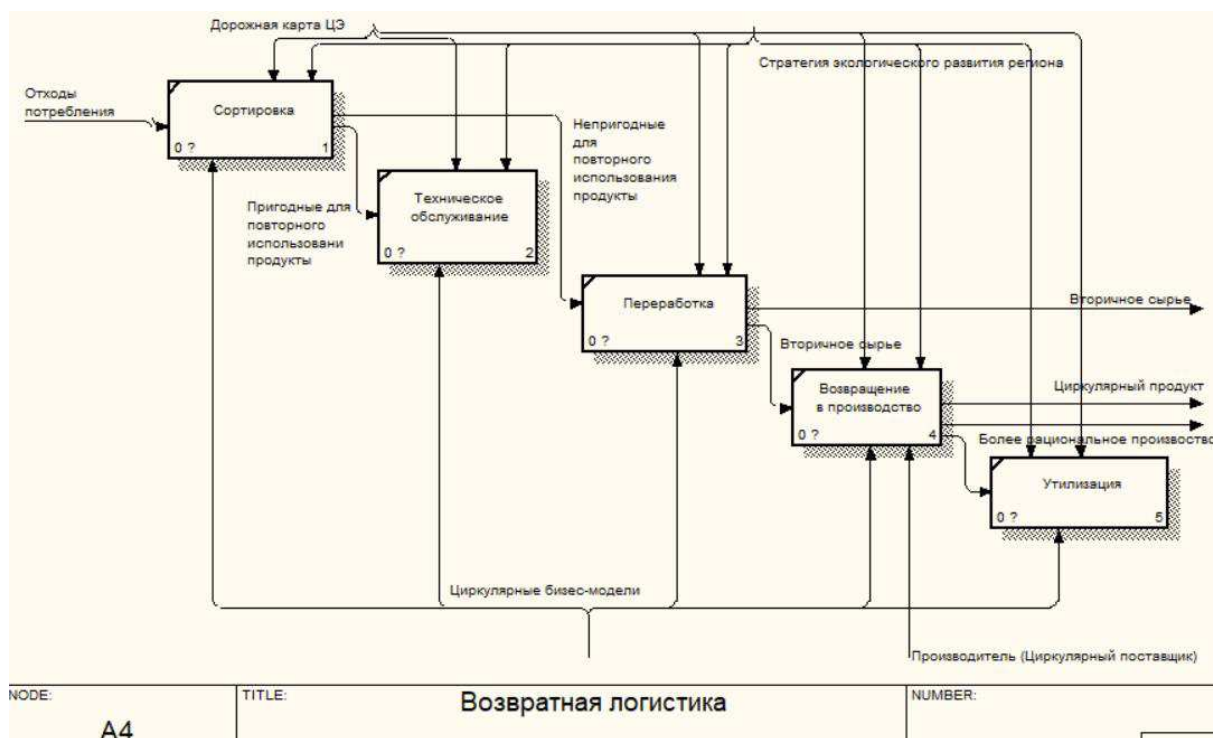 Дорожная карта ЦЭ
Стратегия экологического развития региона
Отходы
потребления
Сортировка
0 ?
1
Непригодные
для
повторного
использования
продукты
Пригодные для
повторного
использовани
продукты
Техническое
обслуживание
0 ?
2
Переработка
0 ?
3
Вторичное сырье
Вторичное сырье
Возвращение
в производство
0 ?
4
Циркулярный продукт
Более рациональное произвоство
Утилизация
0 ?
5
Циркулярные бизес-модели
Производитель (Циркулярный поставщик)
NODE:
A4
TITLE:
Возвратная логистика
NUMBER: